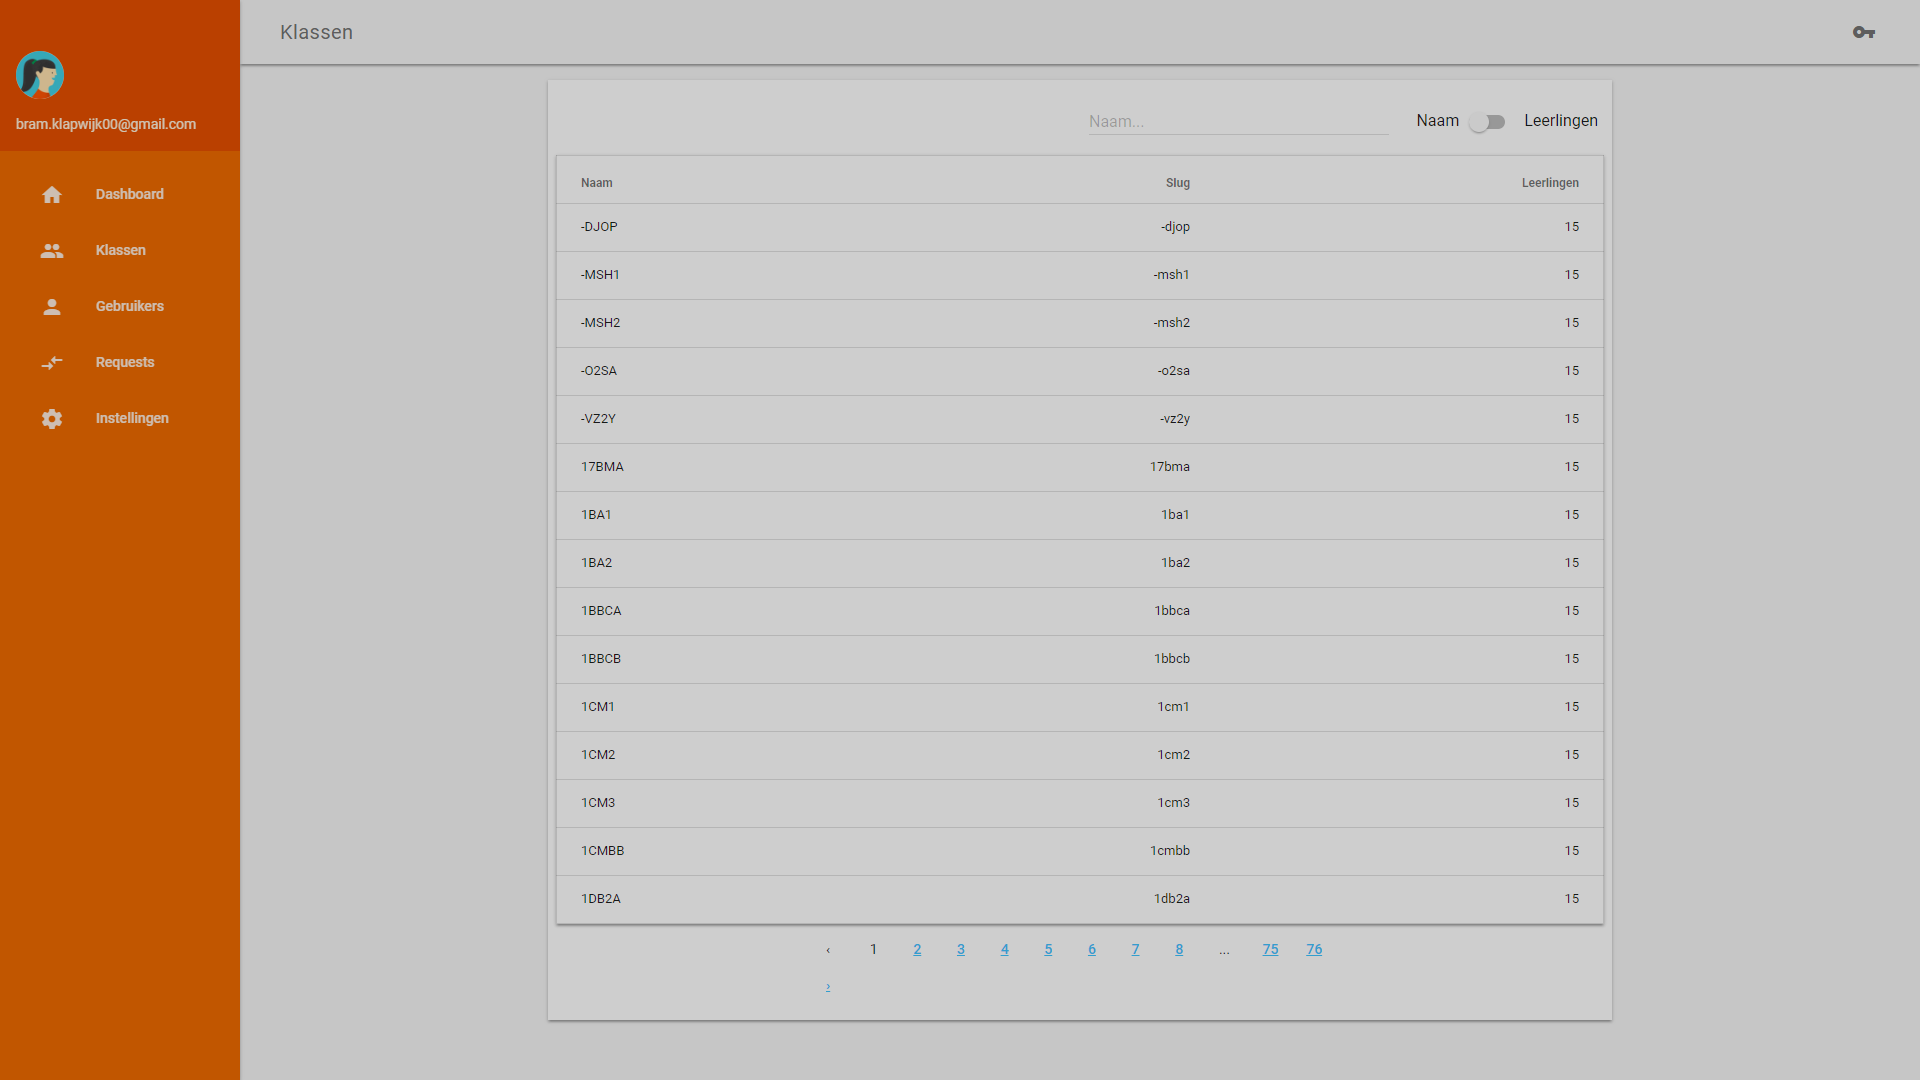 Klassen
bram.klapwijk00@gmail.com
Dashboard
Klassen
Gebruikers
Requests
Instellingen
Naam... Naam Leerlingen
Naam Slug Leerlingen
-DJOP -djop 15
-MSH1 -msh1 15
-MSH2 -msh2 15
-O2SA -o2sa 15
-VZ2Y -vz2y 15
17BMA 17bma 15
1BA1 1ba1 15
1BA2 1ba2 15
1BBCA 1bbca 15
1BBCB 1bbcb 15
1CM1 1cm1 15
1CM2 1cm2 15
1CM3 1cm3 15
1CMBB 1cmbb 15
1DB2A 1db2a 15
‹ 1 2 3 4 5 6 7 8 ... 75 76
›